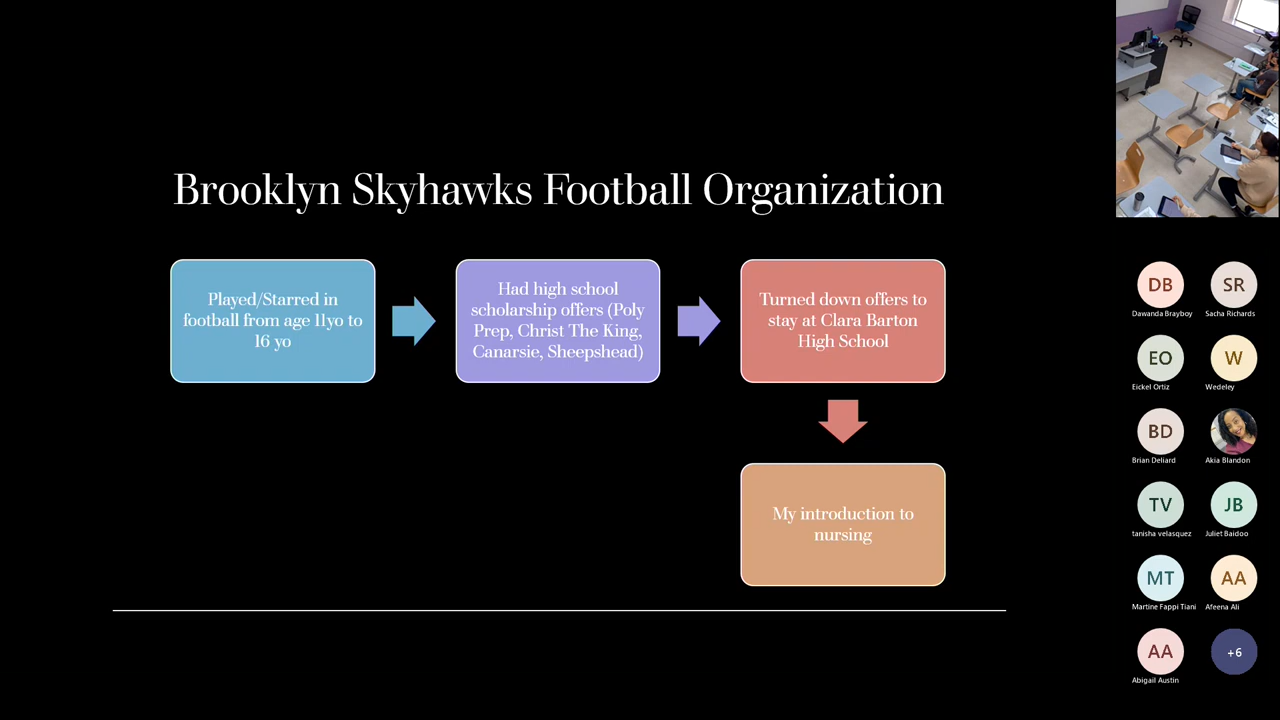 Brooklyn Skyhawks Football Organization
Played/Starred in
football from age 11yo to
16 yo
Had high school
scholarship offers (Poly
Prep, Christ The King,
Canarsie, Sheepshead)
Turned down offers to
stay at Clara Barton
High School
My introduction to
nursing
DB
SR
Dawanda Brayboy
Sacha Richards
EO
W
Eickel Ortiz
Wedeley
BD
Brian Deliard
Akia Blandon
TV
JB
tanisha velasquez
Juliet Baidoo
MT
AA
Martine Fappi Tiani
Afeena Ali
AA
+6
Abigail Austin